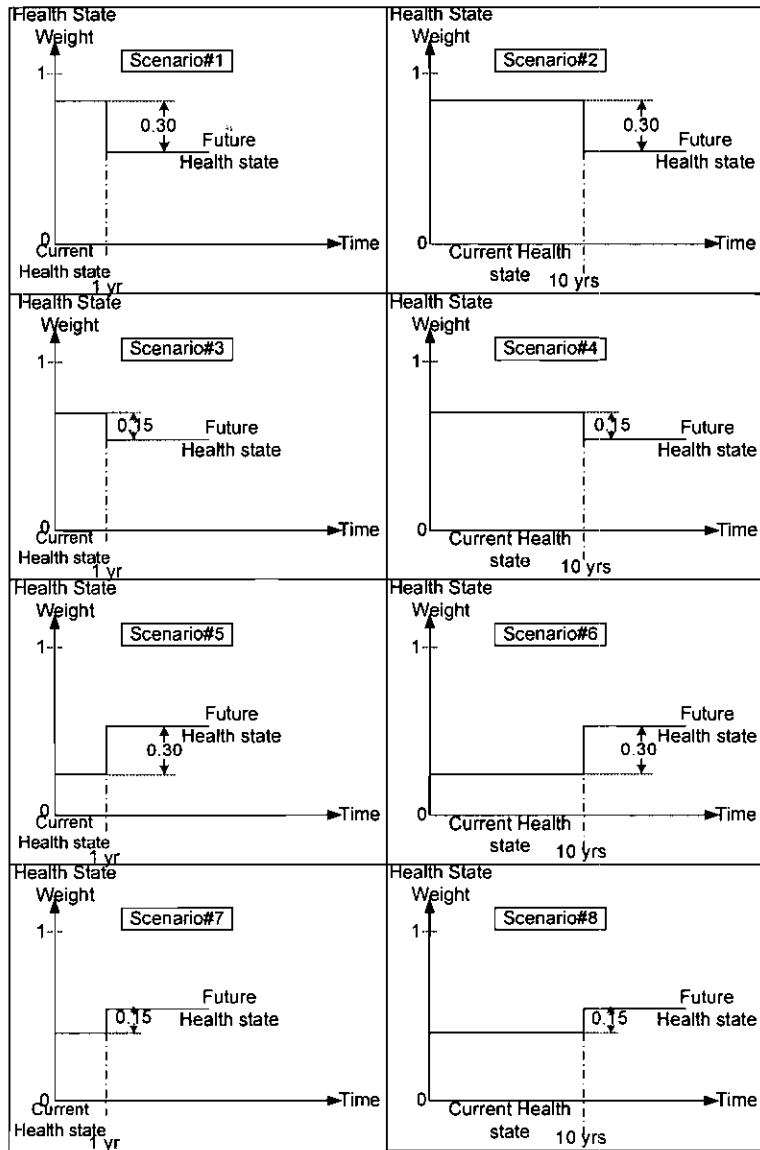 Health State
Weight
Scenario#1
1
0.30
Future
Health state
0
Time
Current
Health state
1 yr
Health State
Weight
Scenario#2
1
0.30
Future
Health state
0
Time
Current Health
state
10 yrs
Health State
Weight
Scenario#3
1
0.15
Future
Health state
0
Time
Current
Health state
1 yr
Health State
Weight
Scenario#4
1
0.15
Future
Health state
0
Time
Current Health
state
10 yrs
Health State
Weight
Scenario#5
1
Future
Health state
0.30
0
Time
Current
Health state
1 yr
Health State
Weight
Scenario#6
1
Future
Health state
0.30
0
Time
Current Health
state
10 yrs
Health State
Weight
Scenario#7
1
Future
Health state
0.15
0
Time
Current
Health state
1 yr
Health State
Weight
Scenario#8
1
Future
Health state
0.15
0
Time
Current Health
state
10 yrs